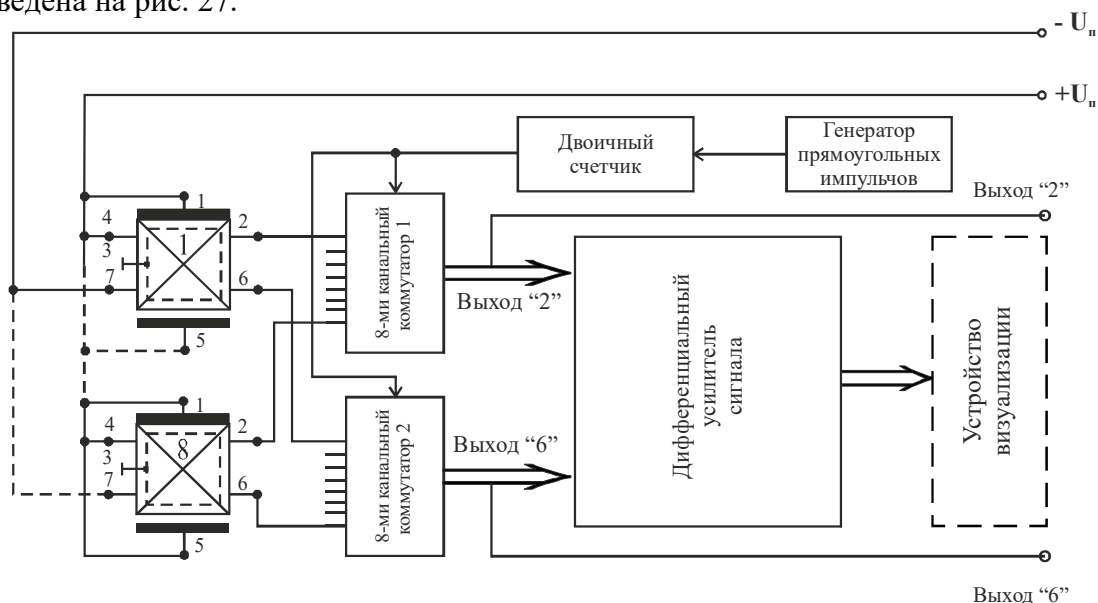 ведена на рис. 27.
- Uп
+Uп
Двоичный
счетчик
Генератор
прямоугольных
импульчов
Выход “2”
1
4
2
3
1
7
6
5
8-ми канальный
коммутатор 1
Выход “2”
Дифференциальный
усилитель
сигнала
Устройство
визуализации
1
4
2
3
8
7
6
5
8-ми канальный
коммутатор 2
Выход “6”
Выход “6”